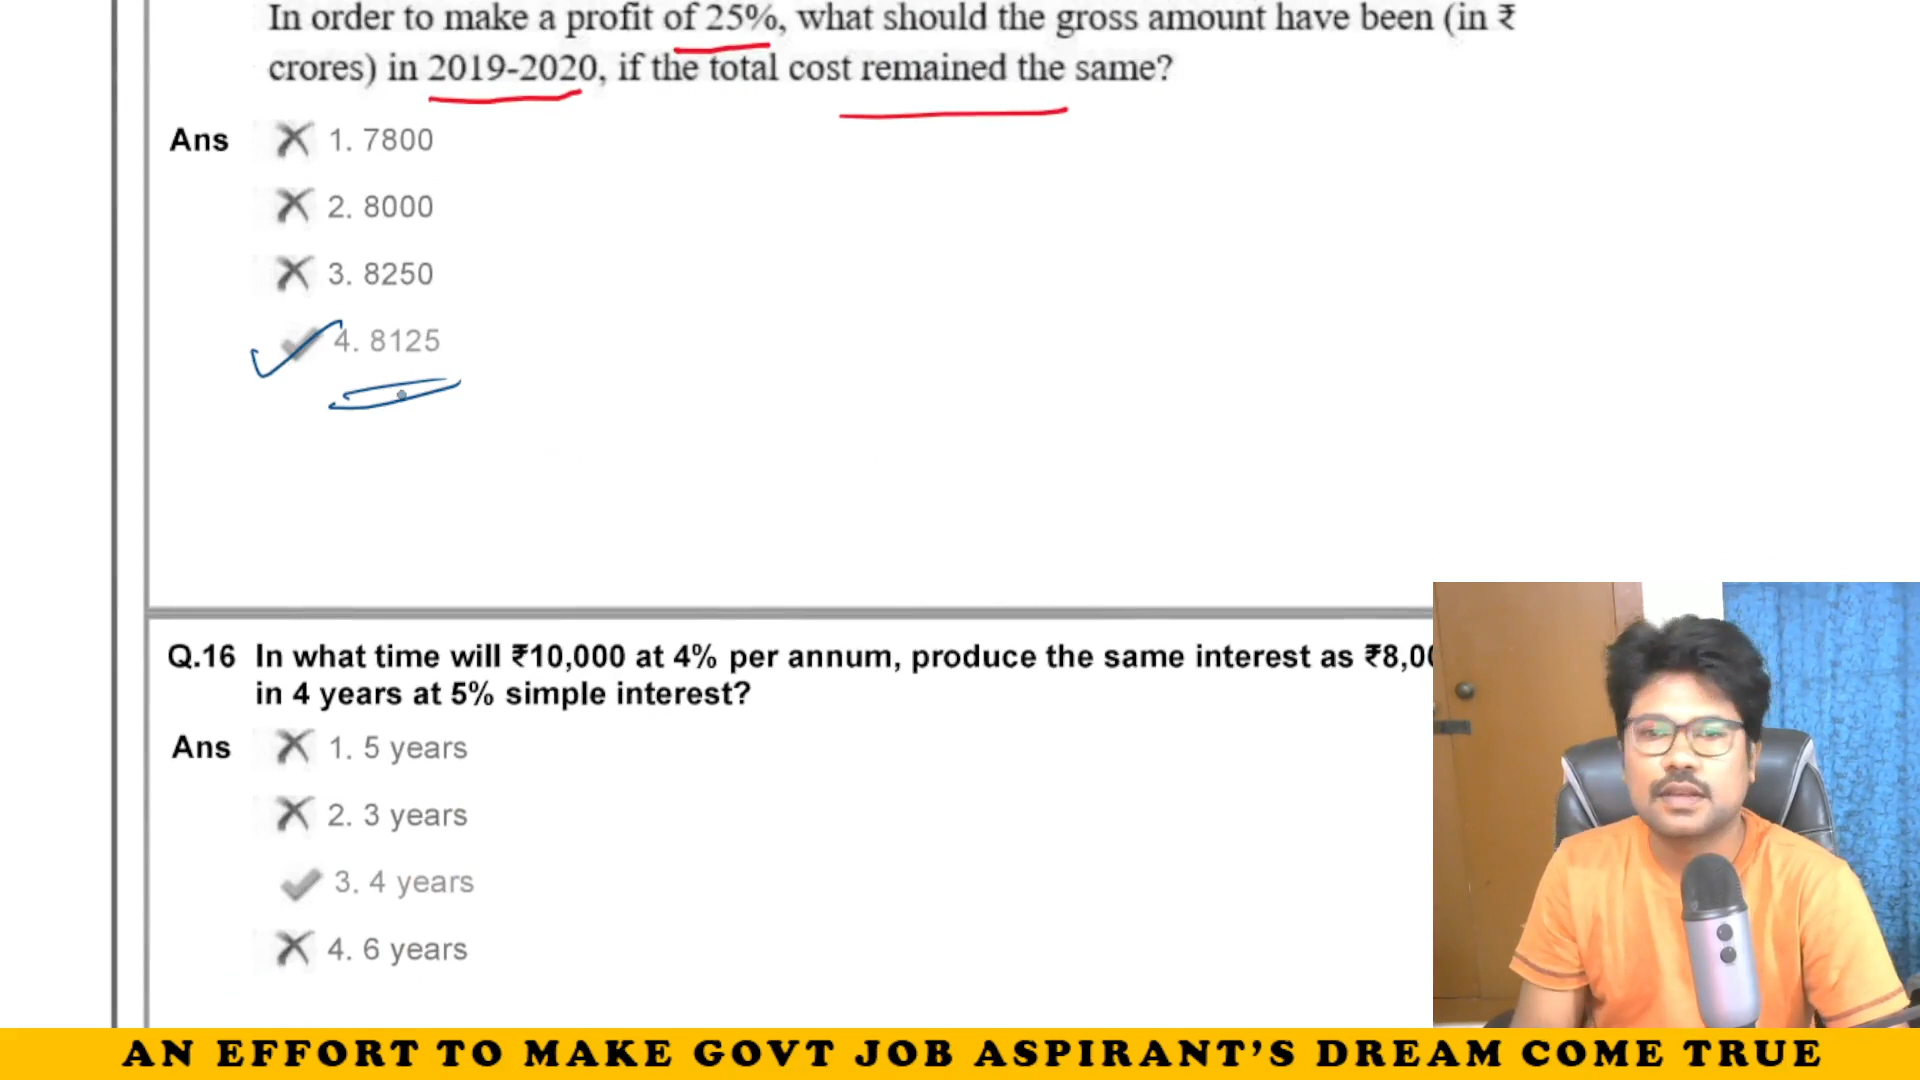 In order to make a profit of 25%, what should the gross amount have been (in ₹
crores) in 2019-2020, if the total cost remained the same?
Ans
1. 7800
2. 8000
3. 8250
4. 8125
Q.16 In what time will ₹10,000 at 4% per annum, produce the same interest as
in 4 years at 5% simple interest?
Ans
1. 5 years
2. 3 years
3. 4 years
4. 6 years
AN EFFORT TO MAKE GOVT JOB ASPIRANT'S DREAM COME TRUE